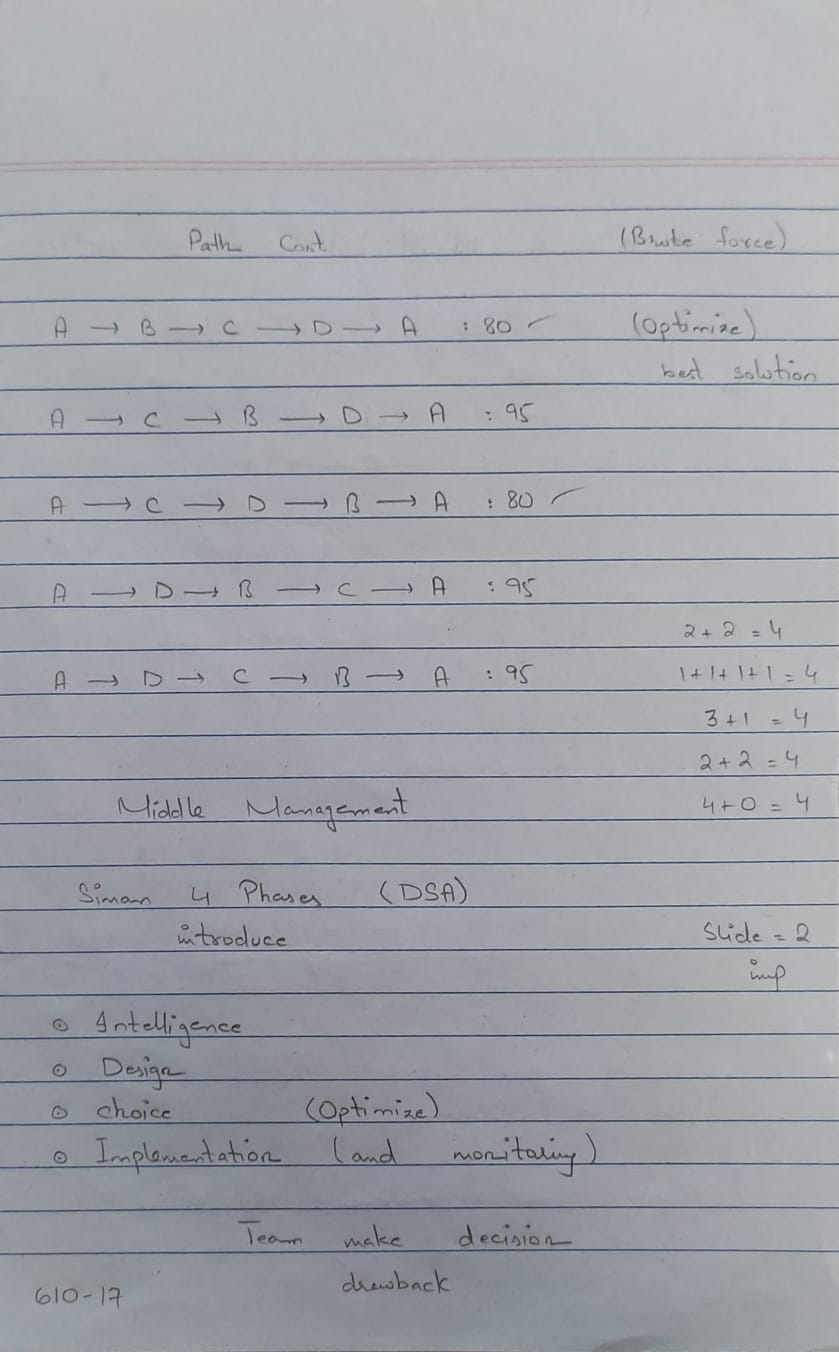 Path Cost (Brute force)
A → B → C → D → A : 80 ✓ (Optimize)
best solution
A → C → B → D → A : 95
A → C → D → B → A : 80 ✓
A → D → B → C → A : 95
2 + 2 = 4
A → D → C → B → A : 95 1+1+1+1 = 4
3+1 = 4
2+2 = 4
Middle Management 4+0 = 4
Siman 4 Phases (DSA)
introduce Slide = 2
imp
⊙ Intelligence
⊙ Design
⊙ choice (Optimize)
⊙ Implementation (and monitoring)
Team make decision
drawback
610-17